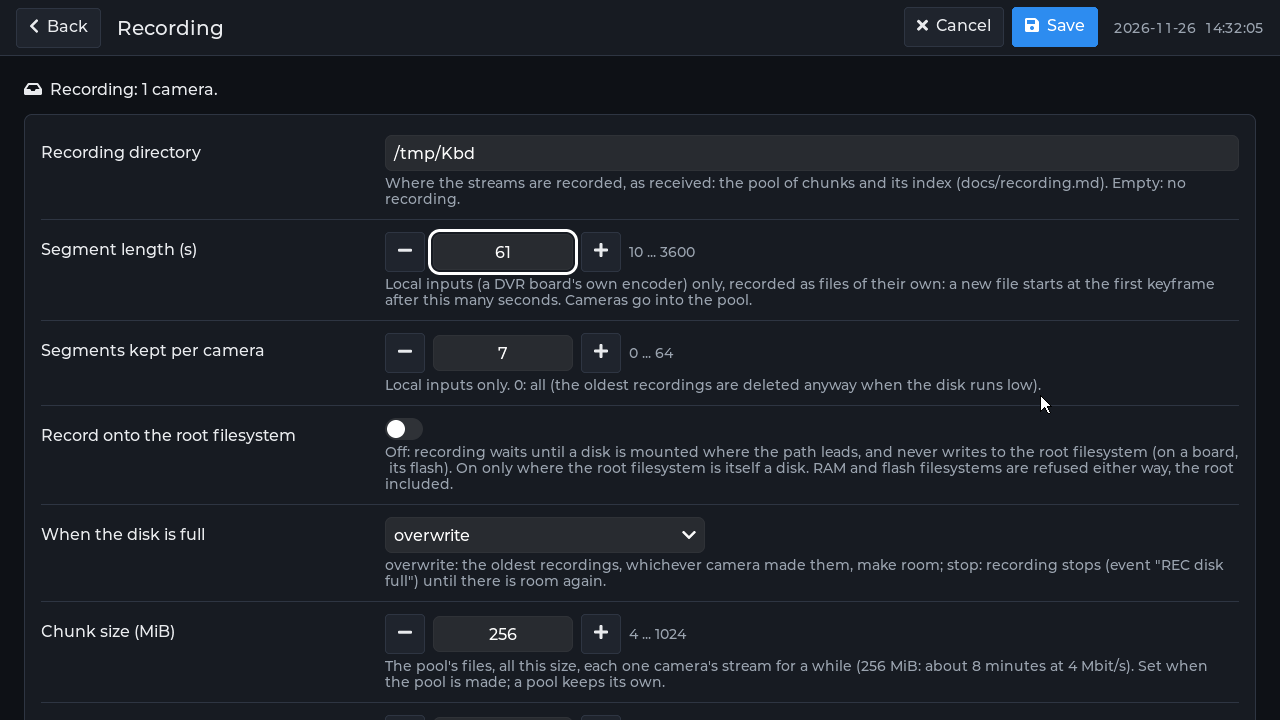 Back
Recording
Cancel
Save
2026-11-26 14:32:05
Recording: 1 camera.
Recording directory
/tmp/Kbd
Where the streams are recorded, as received: the pool of chunks and its index (docs/recording.md). Empty: no
recording.
Segment length (s)
61
10 ... 3600
Local inputs (a DVR board's own encoder) only, recorded as files of their own: a new file starts at the first keyframe
after this many seconds. Cameras go into the pool.
Segments kept per camera
7
0 ... 64
Local inputs only. 0: all (the oldest recordings are deleted anyway when the disk runs low).
Record onto the root filesystem
Off: recording waits until a disk is mounted where the path leads, and never writes to the root filesystem (on a board,
its flash). On only where the root filesystem is itself a disk. RAM and flash filesystems are refused either way, the root
included.
When the disk is full
overwrite
overwrite: the oldest recordings, whichever camera made them, make room; stop: recording stops (event "REC disk
full") until there is room again.
Chunk size (MiB)
256
4 ... 1024
The pool's files, all this size, each one camera's stream for a while (256 MiB: about 8 minutes at 4 Mbit/s). Set when
the pool is made; a pool keeps its own.